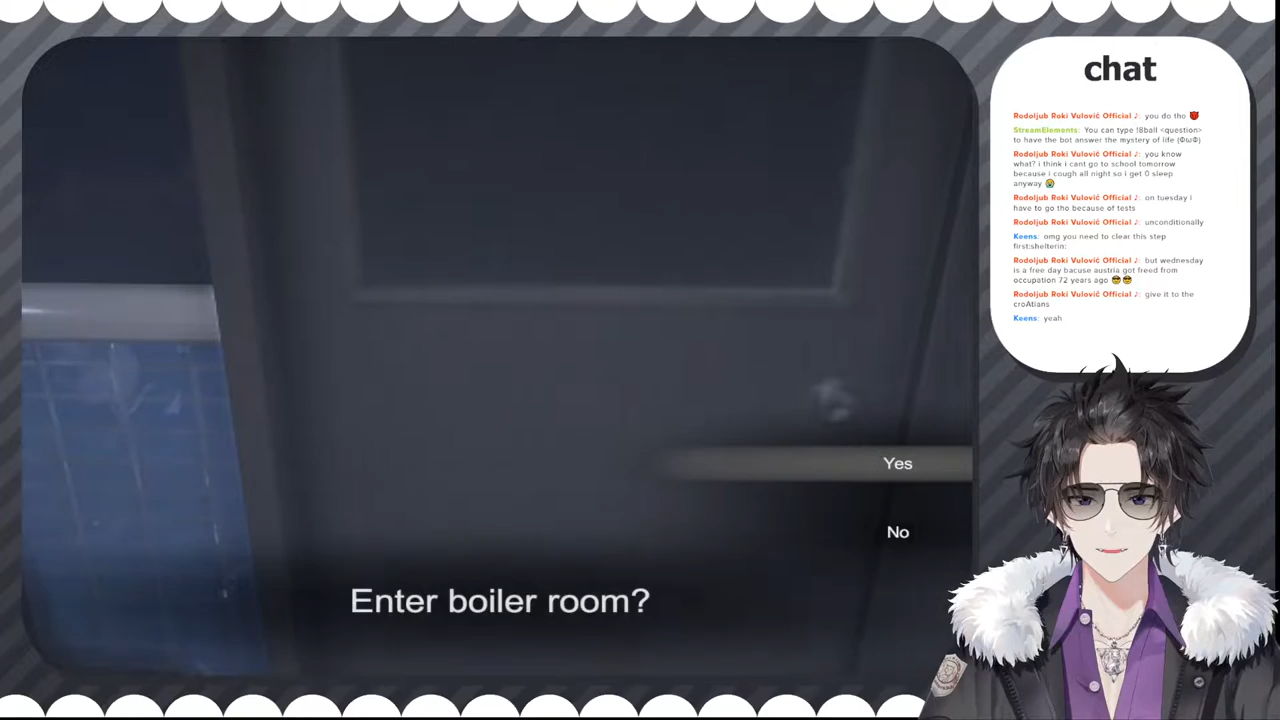 chat
Rodoljub Roki Vulović Official ♪: you do tho 👿
StreamElements: You can type !8ball <question>
to have the bot answer the mystery of life (ΦωΦ)
Rodoljub Roki Vulović Official ♪: you know
what? i think i cant go to school tomorrow
because i cough all night so i get 0 sleep
anyway 😭
Rodoljub Roki Vulović Official ♪: on tuesday i
have to go tho because of tests
Rodoljub Roki Vulović Official ♪: unconditionally
Keens: omg you need to clear this step
first:shelterin:
Rodoljub Roki Vulović Official ♪: but wednesday
is a free day bacuse austria got freed from
occupation 72 years ago 😎😎
Rodoljub Roki Vulović Official ♪: give it to the
croAtians
Keens: yeah
Yes
No
Enter boiler room?